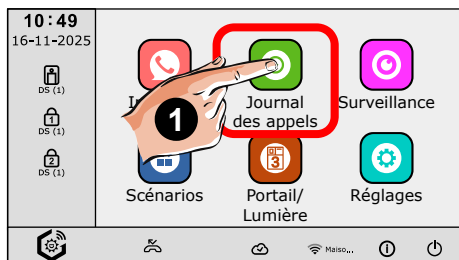 10:49
16-11-2025
DS (1)
1
DS (1)
2
DS (1)
Journal
des appels
Surveillance
1
Scénarios
3
Portail/
Lumière
Réglages
Maiso...